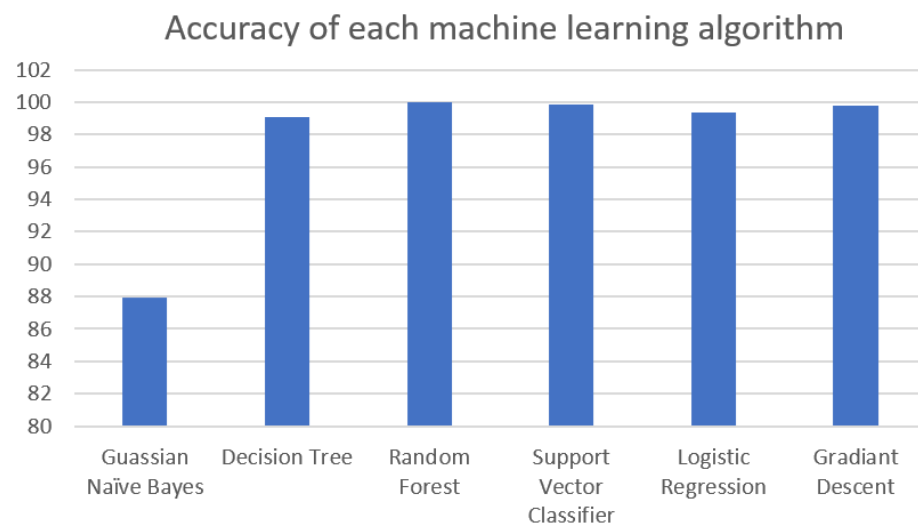 Accuracy of each machine learning algorithm
102
100
98
96
94
92
90
88
86
84
82
80
Guassian
Naïve Bayes
Decision Tree
Random
Forest
Support
Vector
Classifier
Logistic
Regression
Gradiant
Descent